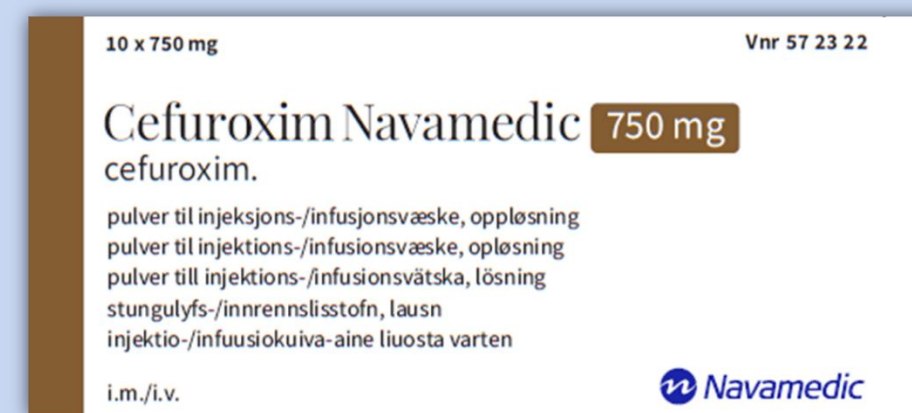 10 x 750 mg
Vnr 57 23 22
Cefuroxim Navamedic 750 mg
cefuroxim.
pulver til injeksjons-/infusjonsvæske, oppløsning
pulver til injektions-/infusionsvæske, opløsning
pulver till injektions-/infusionsvätska, lösning
stungulyfs-/innrennslisstofn, lausn
injektio-/infuusiokuiva-aine liuosta varten
i.m./i.v.
Navamedic